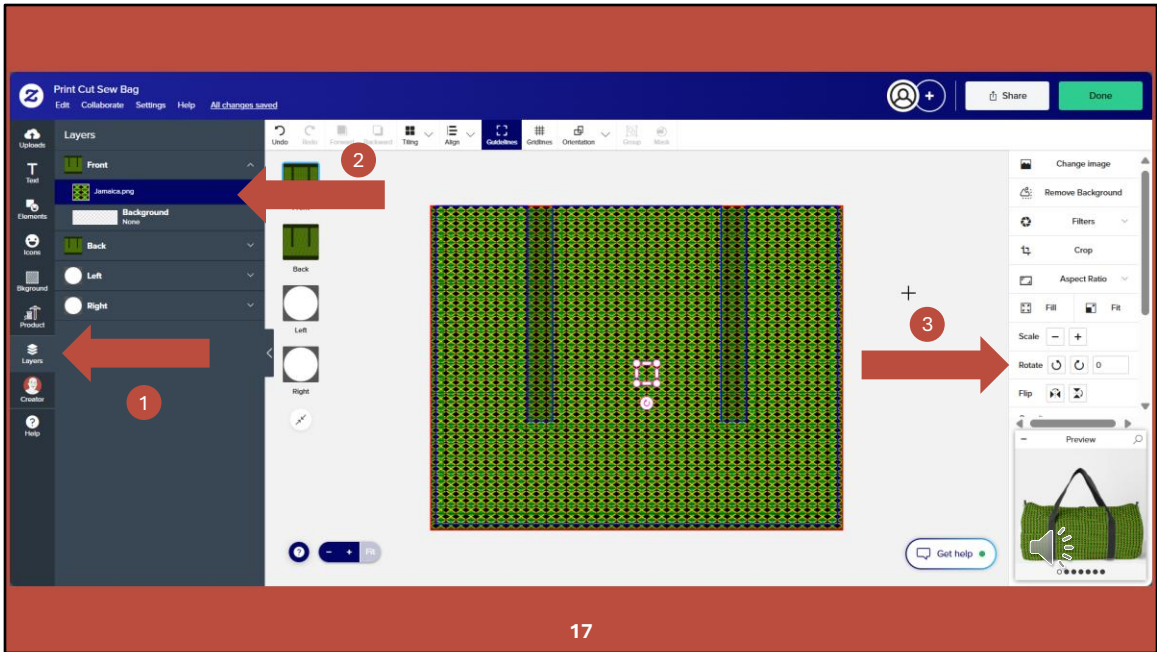 Z
Print Cut Sew Bag
Edit Collaborate Settings Help All changes saved
+
Share
Done
Uploads
Text
Elements
Icons
Bkground
Product
Layers
Creator
Help
Layers
Front
Jamaica.png
Background
None
Back
Left
Right
1
Undo Redo Forward Backward Tiling Align Guidelines Gridlines Orientation Group Mask
2
Back
Left
Right
? - + Fit
3
Change image
Remove Background
Filters
Crop
Aspect Ratio
Fill Fit
Scale - +
Rotate 0
Flip
- Preview
Get help
17